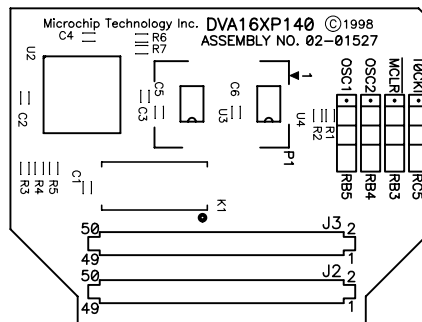 Microchip Technology Inc. DVA16XP140 ©1998
ASSEMBLY NO. 02-01527
C4
R6
R7
U2
1
OSC1
OSC2
MCLR
T0CKI
C2
C5
C3
C6
U3
U4
R2
R1
P1
RB5
RB4
RB3
RC5
R3
R4
R5
C1
K1
50
J3
2
49
1
50
J2
2
49
1